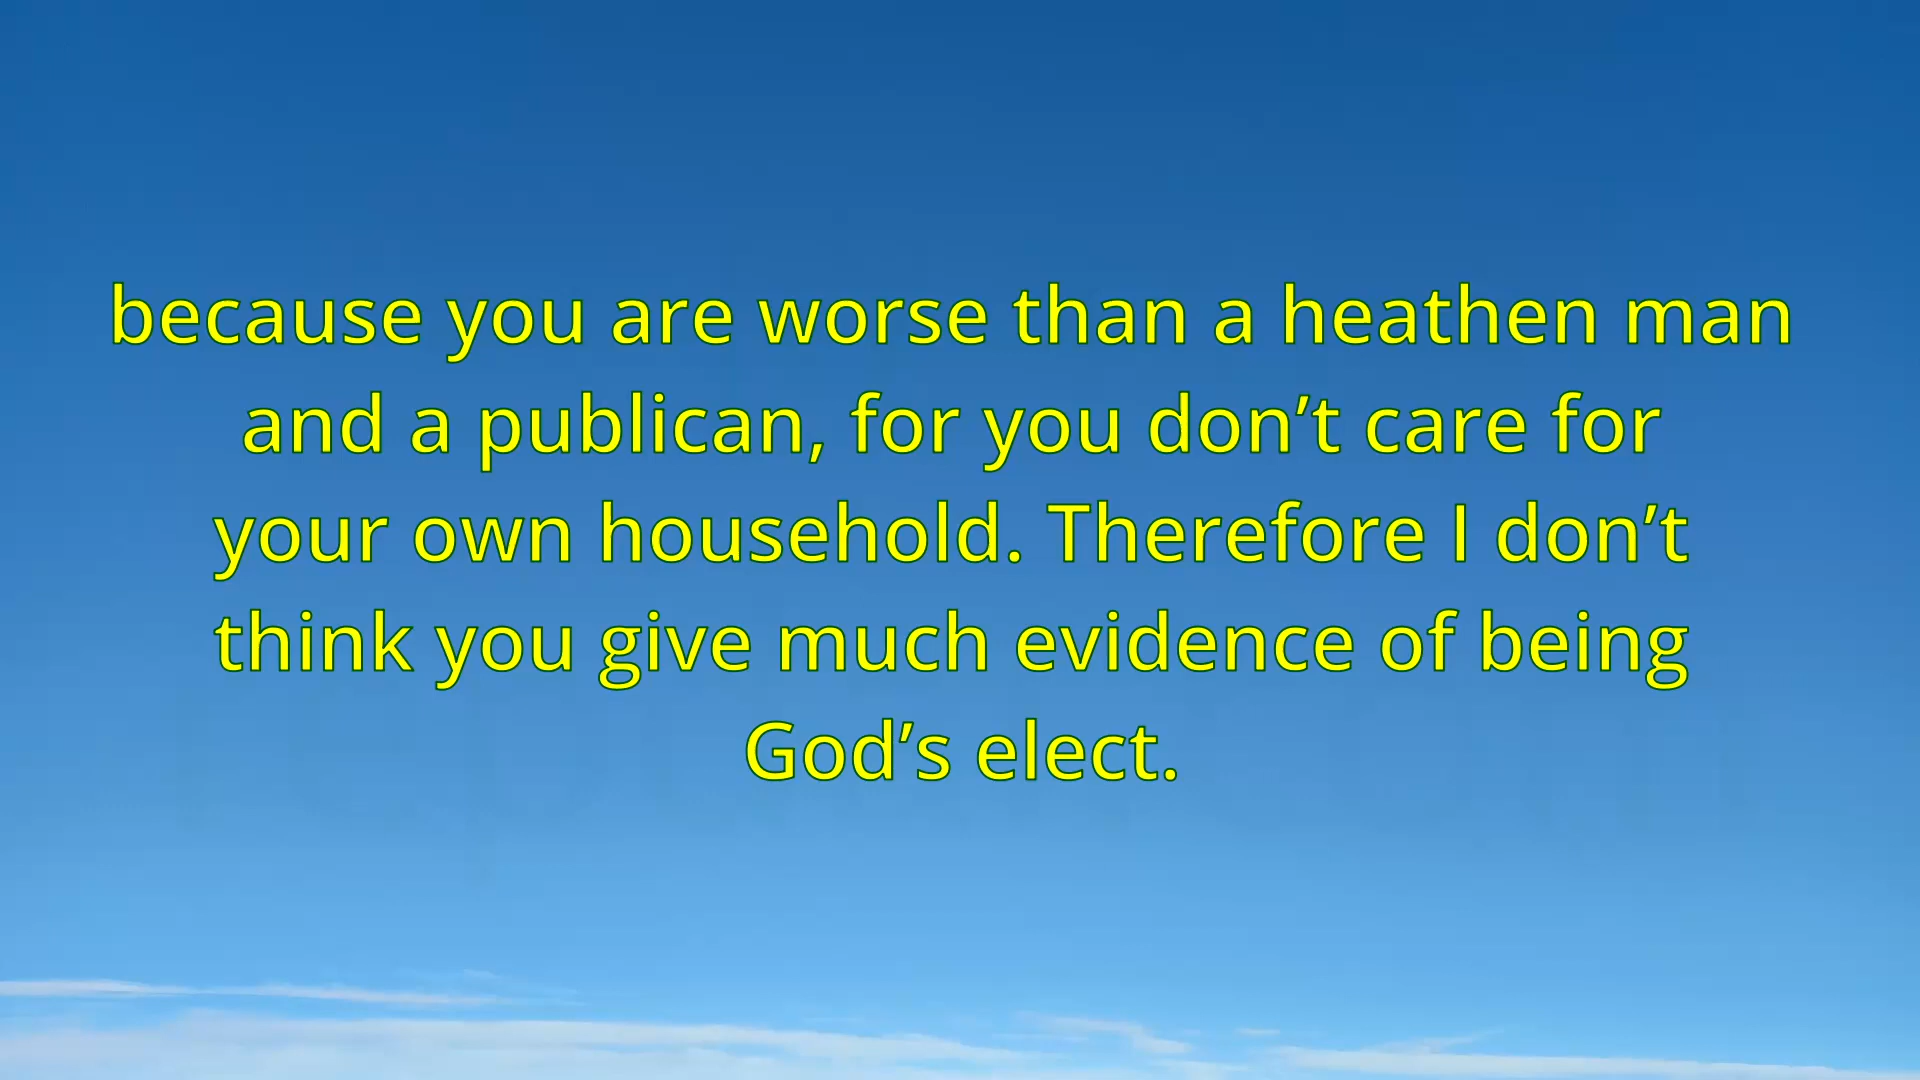 because you are worse than a heathen man
and a publican, for you don’t care for
your own household. Therefore I don’t
think you give much evidence of being
God’s elect.